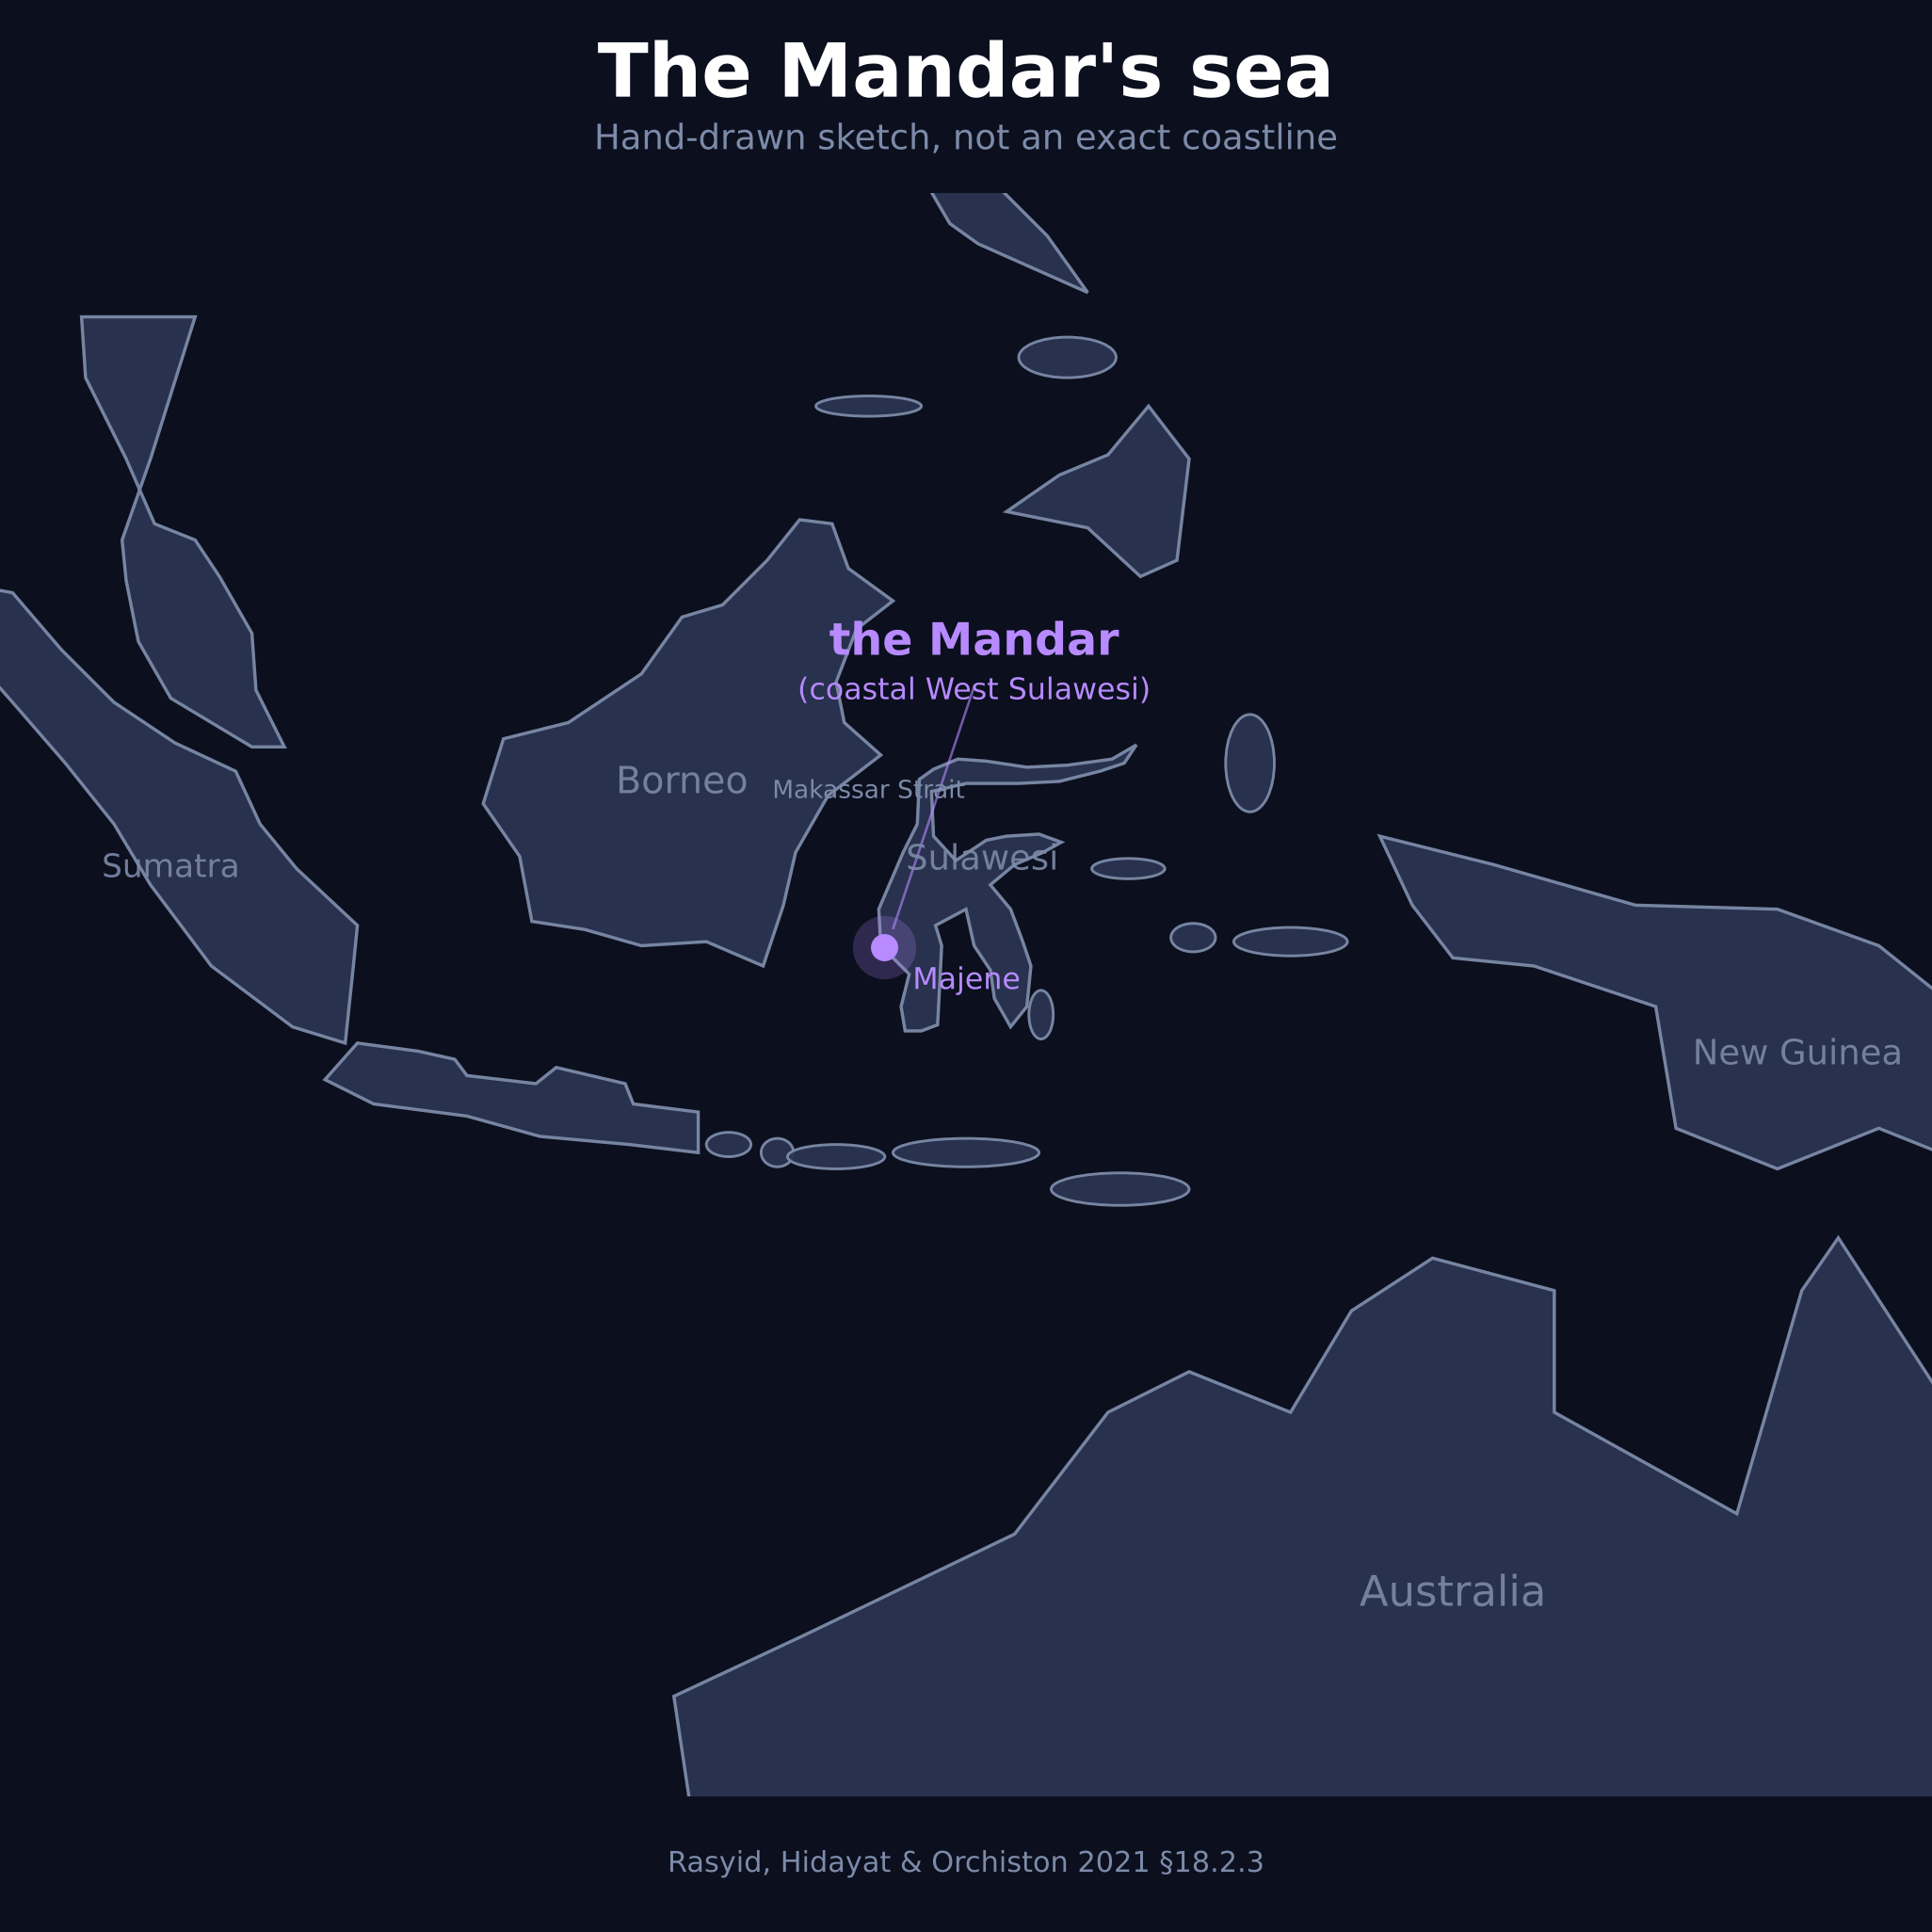 The Mandar's sea
Hand-drawn sketch, not an exact coastline
the Mandar
(coastal West Sulawesi)
Borneo
Makassar Strait
Sumatra
Sulawesi
Majene
New Guinea
Australia
Rasyid, Hidayat & Orchiston 2021 §18.2.3